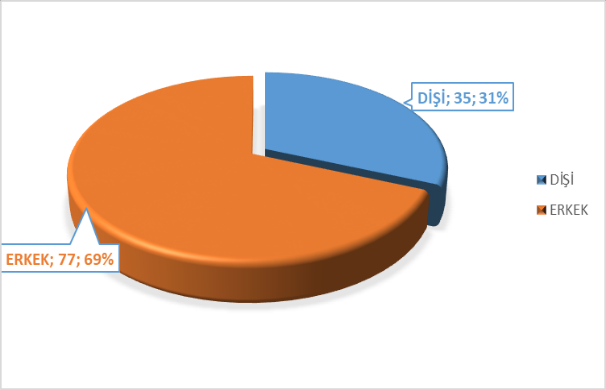 DİŞİ; 35; 31%
DİŞİ
ERKEK
ERKEK; 77; 69%